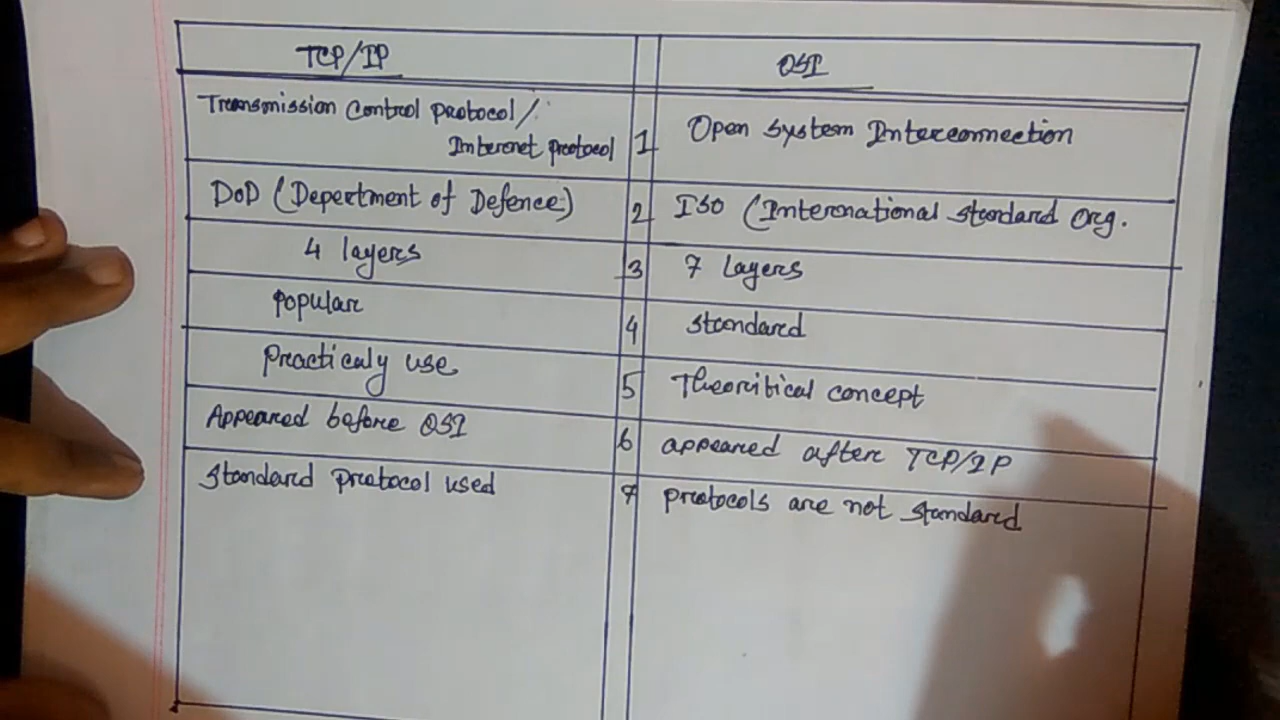 TCP/IP OSI
Transmission Control Protocol/
Internet protocol 1 Open System Interconnection
DoD (Depertment of Defence) 2 ISO (International Standard Org.
4 layers 3 7 Layers
Popular 4 Standard
Practicaly use 5 Theoritical concept
Appeared before OSI 6 appeared after TCP/IP
Standard protocol used 7 protocols are not standard